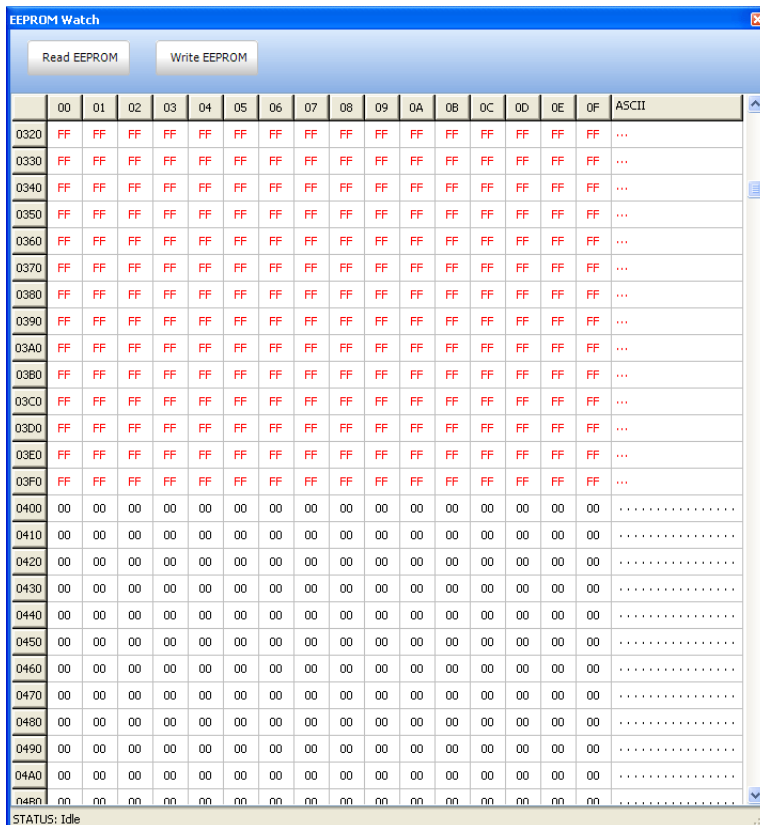 EEPROM Watch
Read EEPROM Write EEPROM
00 01 02 03 04 05 06 07 08 09 0A 0B 0C 0D 0E 0F ASCII
0320 FF FF FF FF FF FF FF FF FF FF FF FF FF FF FF FF ...
0330 FF FF FF FF FF FF FF FF FF FF FF FF FF FF FF FF ...
0340 FF FF FF FF FF FF FF FF FF FF FF FF FF FF FF FF ...
0350 FF FF FF FF FF FF FF FF FF FF FF FF FF FF FF FF ...
0360 FF FF FF FF FF FF FF FF FF FF FF FF FF FF FF FF ...
0370 FF FF FF FF FF FF FF FF FF FF FF FF FF FF FF FF ...
0380 FF FF FF FF FF FF FF FF FF FF FF FF FF FF FF FF ...
0390 FF FF FF FF FF FF FF FF FF FF FF FF FF FF FF FF ...
03A0 FF FF FF FF FF FF FF FF FF FF FF FF FF FF FF FF ...
03B0 FF FF FF FF FF FF FF FF FF FF FF FF FF FF FF FF ...
03C0 FF FF FF FF FF FF FF FF FF FF FF FF FF FF FF FF ...
03D0 FF FF FF FF FF FF FF FF FF FF FF FF FF FF FF FF ...
03E0 FF FF FF FF FF FF FF FF FF FF FF FF FF FF FF FF ...
03F0 FF FF FF FF FF FF FF FF FF FF FF FF FF FF FF FF ...
0400 00 00 00 00 00 00 00 00 00 00 00 00 00 00 00 00 ................
0410 00 00 00 00 00 00 00 00 00 00 00 00 00 00 00 00 ................
0420 00 00 00 00 00 00 00 00 00 00 00 00 00 00 00 00 ................
0430 00 00 00 00 00 00 00 00 00 00 00 00 00 00 00 00 ................
0440 00 00 00 00 00 00 00 00 00 00 00 00 00 00 00 00 ................
0450 00 00 00 00 00 00 00 00 00 00 00 00 00 00 00 00 ................
0460 00 00 00 00 00 00 00 00 00 00 00 00 00 00 00 00 ................
0470 00 00 00 00 00 00 00 00 00 00 00 00 00 00 00 00 ................
0480 00 00 00 00 00 00 00 00 00 00 00 00 00 00 00 00 ................
0490 00 00 00 00 00 00 00 00 00 00 00 00 00 00 00 00 ................
04A0 00 00 00 00 00 00 00 00 00 00 00 00 00 00 00 00 ................
04B0 00 00 00 00 00 00 00 00 00 00 00 00 00 00 00 00 ................
STATUS: Idle